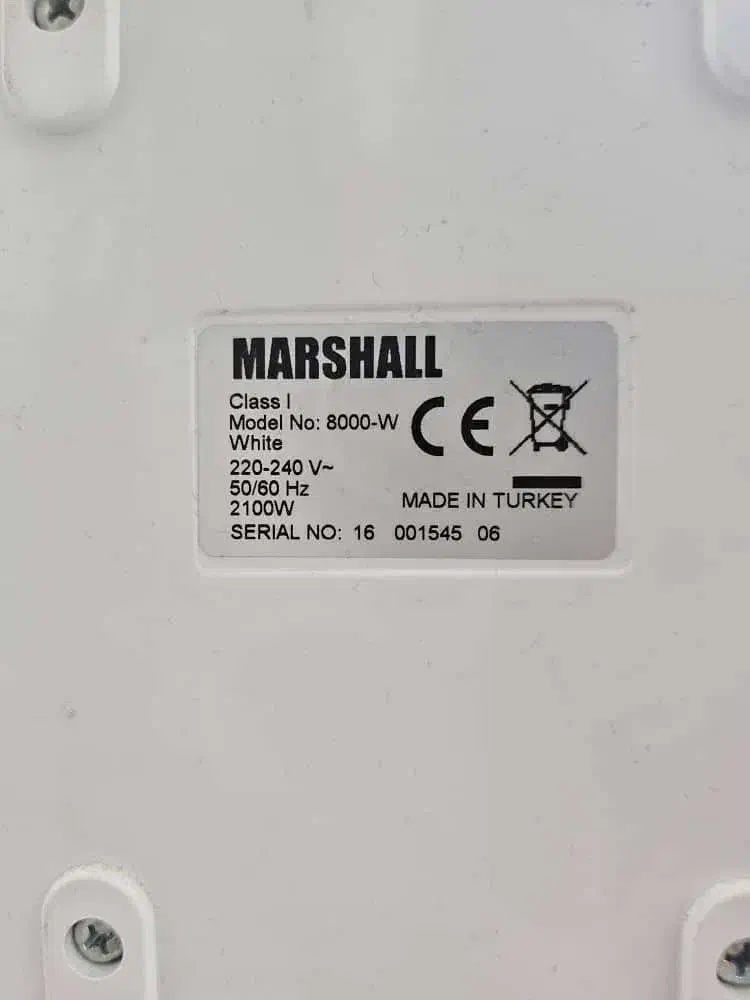 MARSHALL
Class I
Model No: 8000-W
White
220-240 V~
50/60 Hz
2100W
CE
MADE IN TURKEY
SERIAL NO: 16 001545 06